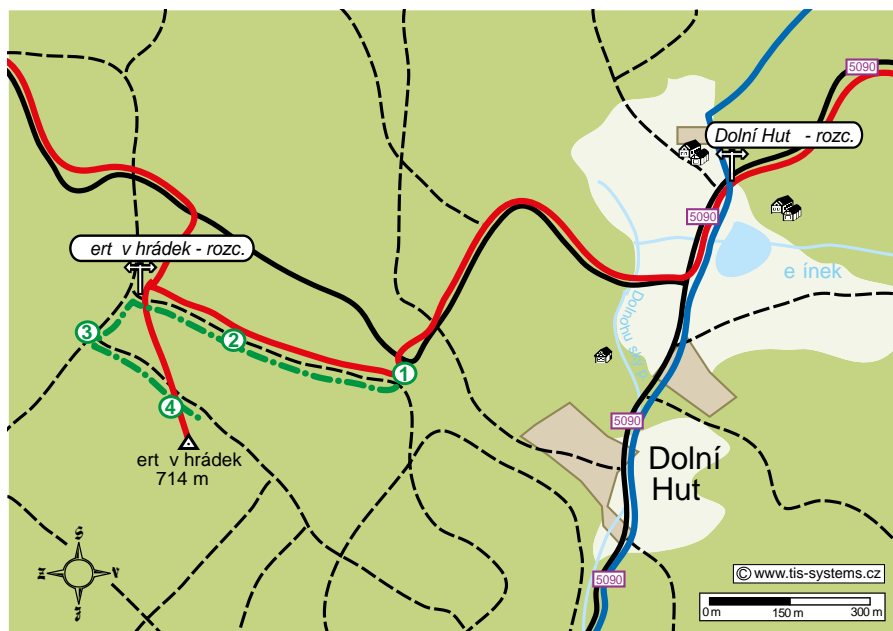 5090
Dolní Hut - rozc.
5090
ert v hrádek - rozc.
e ínek
Dolnohu ský p.
3
2
1
4
5090
ert v hrádek
714 m
Dolní
Hut
S
Z V
J
5090
© www.tis-systems.cz
0 m 150 m 300 m